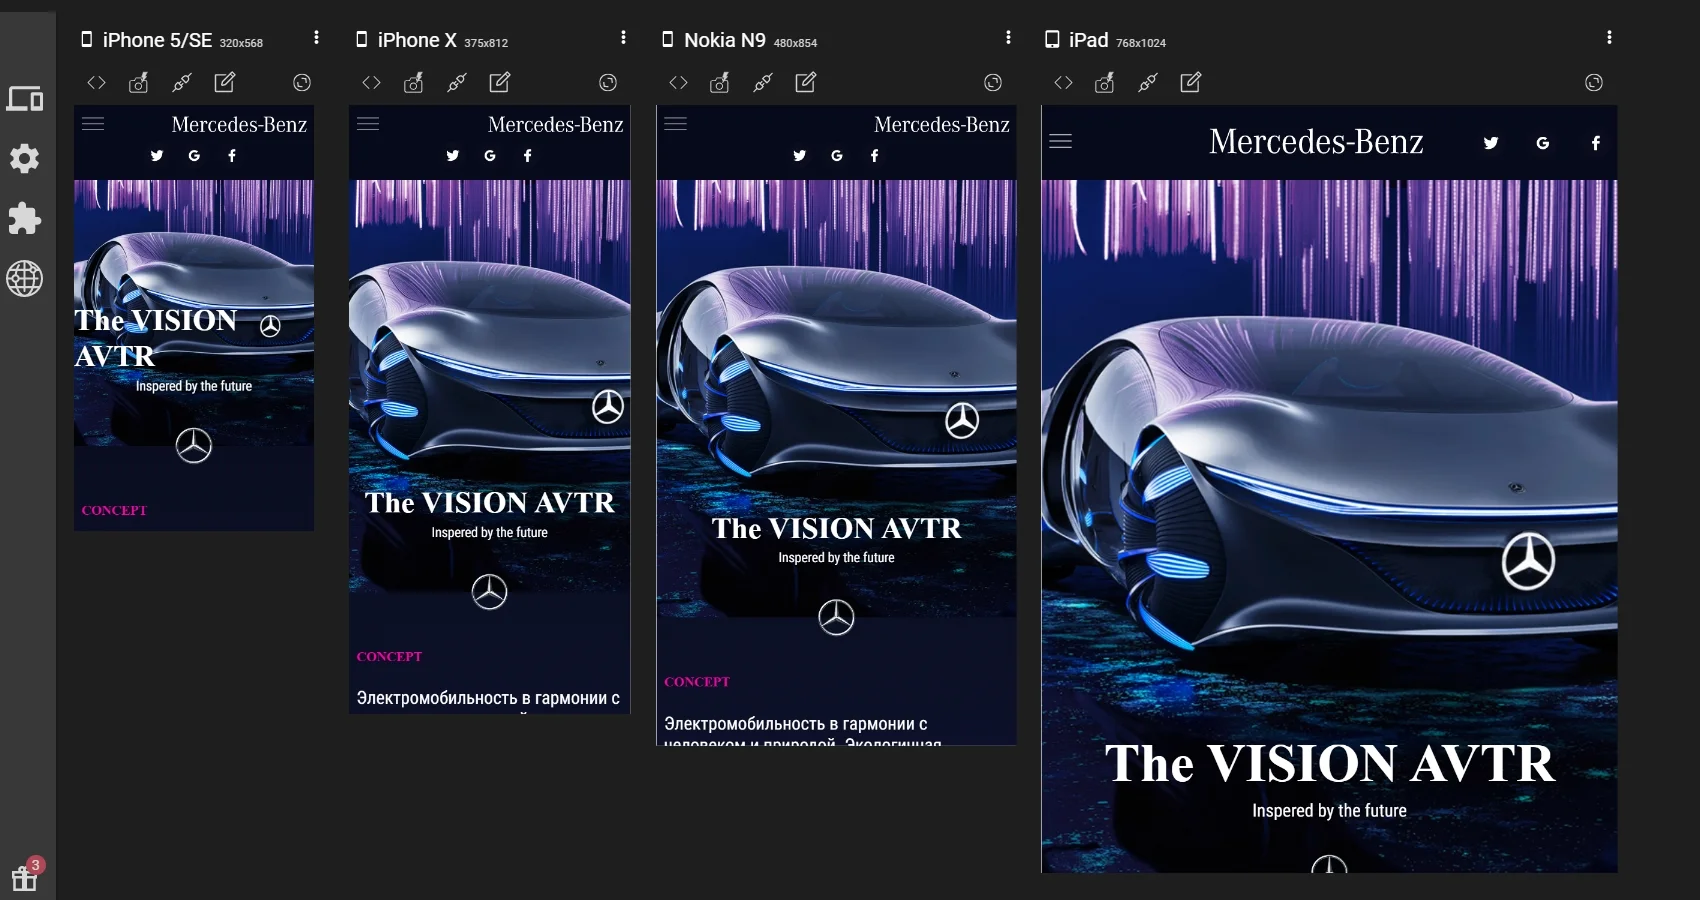 iPhone 5/SE 320x568
Mercedes-Benz
The VISION
AVTR
Inspered by the future
CONCEPT
iPhone X 375x812
Mercedes-Benz
The VISION AVTR
Inspered by the future
CONCEPT
Электромобильность в гармонии с
Nokia N9 480x854
Mercedes-Benz
The VISION AVTR
Inspered by the future
CONCEPT
Электромобильность в гармонии с
человеком и природой. Экологичная
iPad 768x1024
Mercedes-Benz
The VISION AVTR
Inspered by the future
3